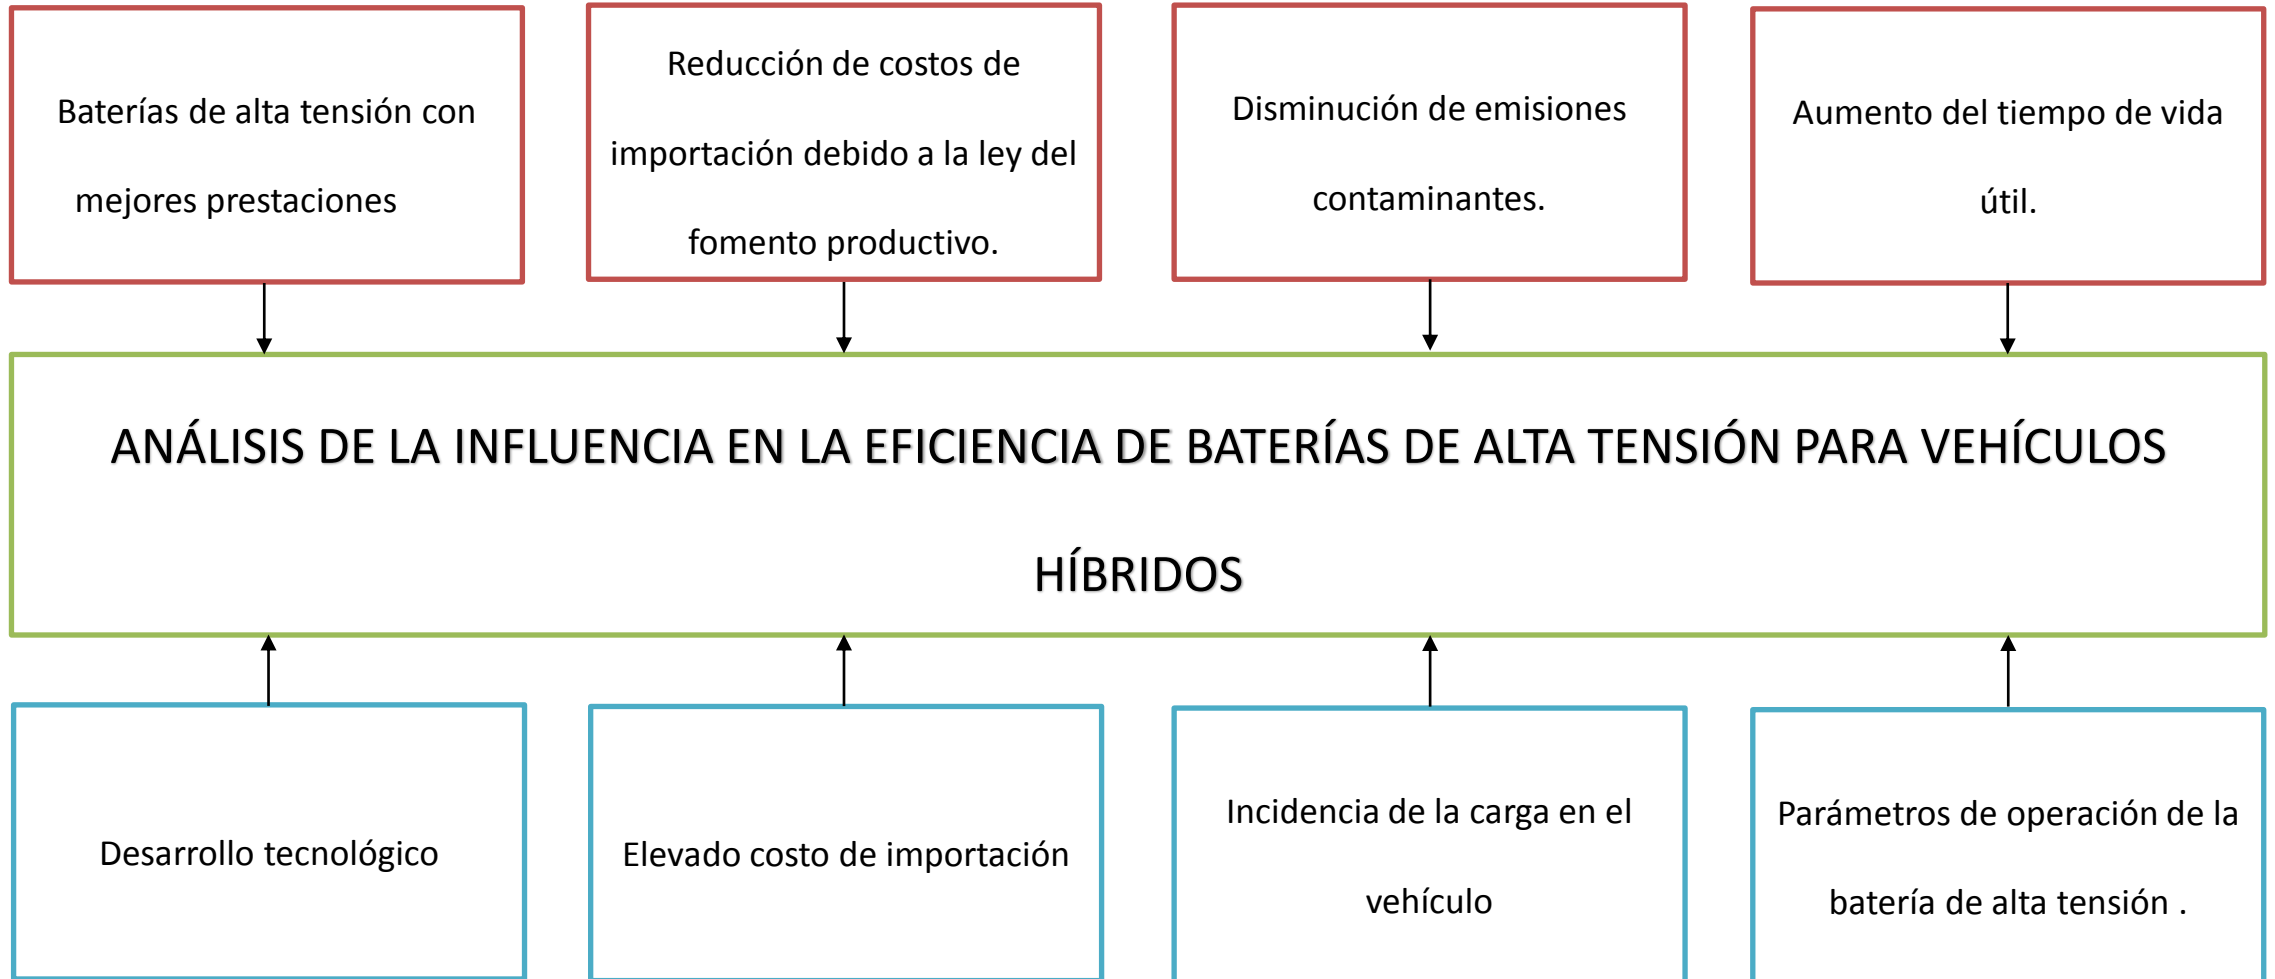 Baterías de alta tensión con
mejores prestaciones
Reducción de costos de
importación debido a la ley del
fomento productivo.
Disminución de emisiones
contaminantes.
Aumento del tiempo de vida
útil.
ANÁLISIS DE LA INFLUENCIA EN LA EFICIENCIA DE BATERÍAS DE ALTA TENSIÓN PARA VEHÍCULOS
HÍBRIDOS
Desarrollo tecnológico
Elevado costo de importación
Incidencia de la carga en el
vehículo
Parámetros de operación de la
batería de alta tensión .